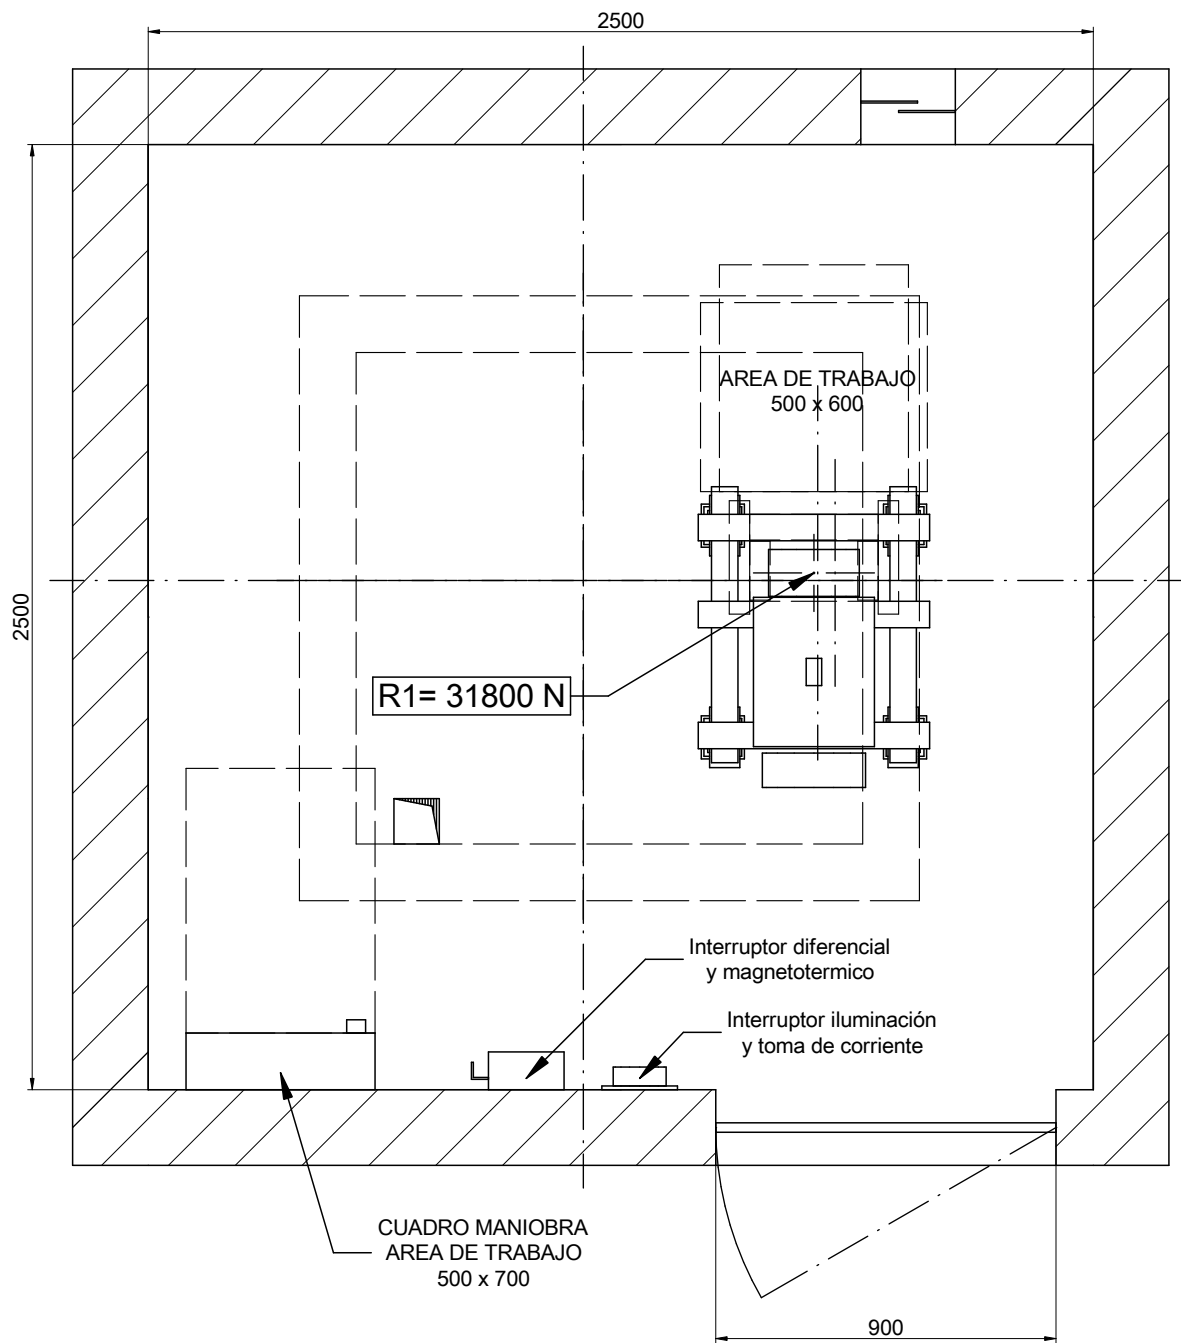 2500
2500
AREA DE TRABAJO
500 x 600
R1= 31800 N
Interruptor diferencial
y magnetotermico
Interruptor iluminación
y toma de corriente
CUADRO MANIOBRA
AREA DE TRABAJO
500 x 700
900